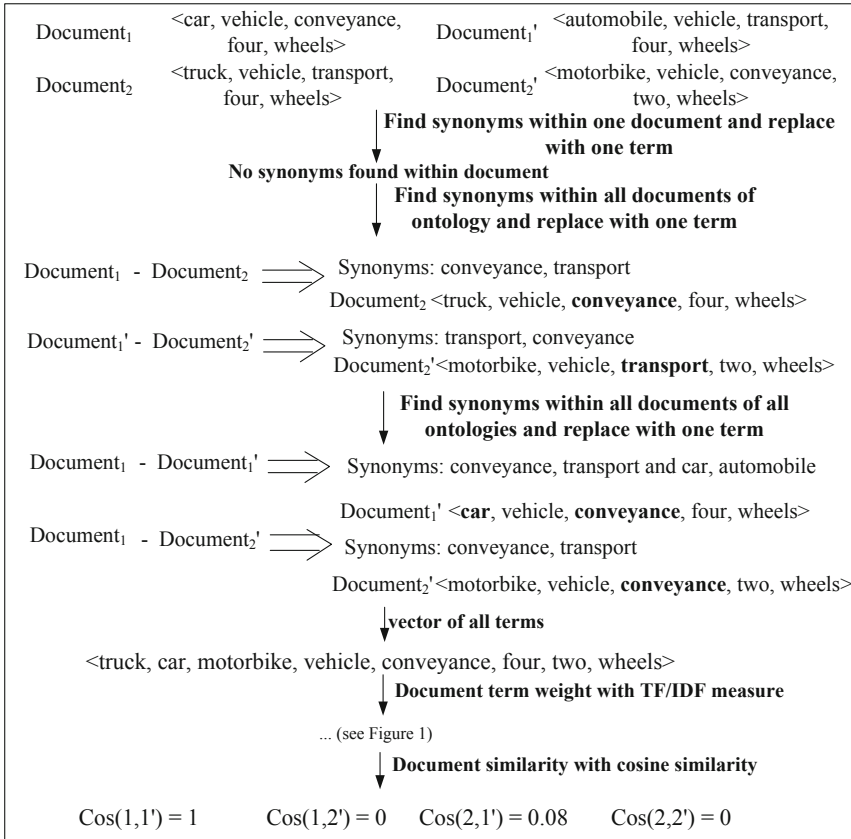 Document₁ <car, vehicle, conveyance, four, wheels>
Document₁' <automobile, vehicle, transport, four, wheels>
Document₂ <truck, vehicle, transport, four, wheels>
Document₂' <motorbike, vehicle, conveyance, two, wheels>
Find synonyms within one document and replace
with one term
No synonyms found within document
Find synonyms within all documents of
ontology and replace with one term
Document₁ - Document₂
Synonyms: conveyance, transport
Document₂ <truck, vehicle, conveyance, four, wheels>
Document₁' - Document₂'
Synonyms: transport, conveyance
Document₂'<motorbike, vehicle, transport, two, wheels>
Find synonyms within all documents of all
ontologies and replace with one term
Document₁ - Document₁'
Synonyms: conveyance, transport and car, automobile
Document₁' <car, vehicle, conveyance, four, wheels>
Document₁ - Document₂'
Synonyms: conveyance, transport
Document₂'<motorbike, vehicle, conveyance, two, wheels>
vector of all terms
<truck, car, motorbike, vehicle, conveyance, four, two, wheels>
Document term weight with TF/IDF measure
... (see Figure 1)
Document similarity with cosine similarity
Cos(1,1') = 1 Cos(1,2') = 0 Cos(2,1') = 0.08 Cos(2,2') = 0